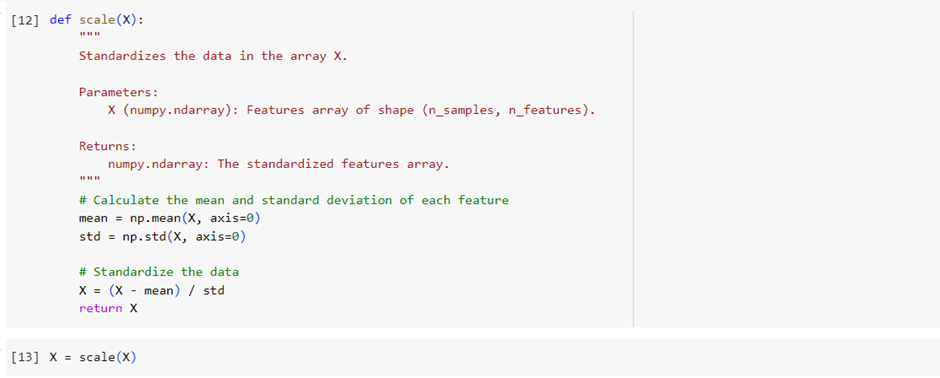 [12] def scale(X):
"""
Standardizes the data in the array X.
Parameters:
X (numpy.ndarray): Features array of shape (n_samples, n_features).
Returns:
numpy.ndarray: The standardized features array.
"""
# Calculate the mean and standard deviation of each feature
mean = np.mean(X, axis=0)
std = np.std(X, axis=0)
# Standardize the data
X = (X - mean) / std
return X
[13] X = scale(X)